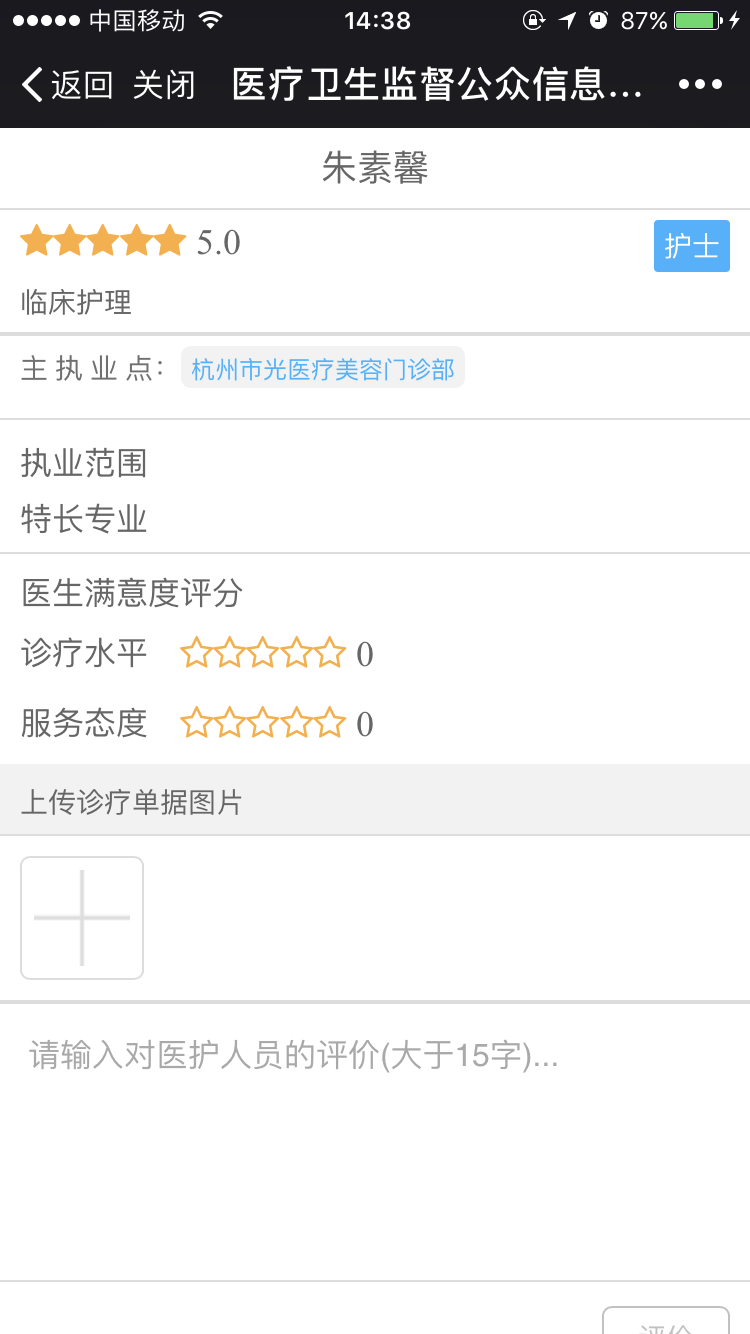 中国移动 14:38 87%
返回 关闭 医疗卫生监督公众信息...
朱素馨
5.0 护士
临床护理
主执业点: 杭州市光医疗美容门诊部
执业范围
特长专业
医生满意度评分
诊疗水平 0
服务态度 0
上传诊疗单据图片
请输入对医护人员的评价(大于15字)...
评价